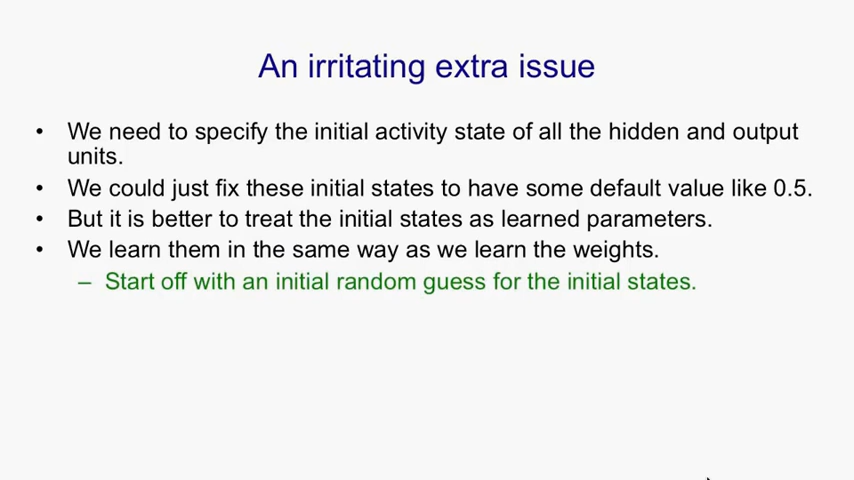 An irritating extra issue
• We need to specify the initial activity state of all the hidden and output
units.
• We could just fix these initial states to have some default value like 0.5.
• But it is better to treat the initial states as learned parameters.
• We learn them in the same way as we learn the weights.
– Start off with an initial random guess for the initial states.